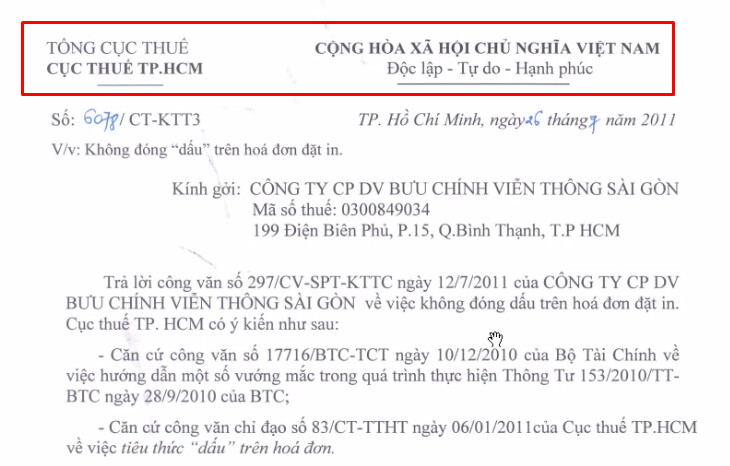 TỔNG CỤC THUẾ
CỤC THUẾ TP.HCM
CỘNG HÒA XÃ HỘI CHỦ NGHĨA VIỆT NAM
Độc lập - Tự do - Hạnh phúc
Số: 6078/ CT-KTT3
TP. Hồ Chí Minh, ngày 26 tháng 7 năm 2011
V/v: Không đóng “dấu” trên hoá đơn đặt in.
Kính gởi: CÔNG TY CP DV BƯU CHÍNH VIỄN THÔNG SÀI GÒN
Mã số thuế: 0300849034
199 Điện Biên Phủ, P.15, Q.Bình Thạnh, T.P HCM
Trả lời công văn số 297/CV-SPT-KTTC ngày 12/7/2011 của CÔNG TY CP DV
BƯU CHÍNH VIỄN THÔNG SÀI GÒN về việc không đóng dấu trên hoá đơn đặt in.
Cục thuế TP. HCM có ý kiến như sau:
- Căn cứ công văn số 17716/BTC-TCT ngày 10/12/2010 của Bộ Tài Chính về
việc hướng dẫn một số vướng mắc trong quá trình thực hiện Thông Tư 153/2010/TT-
BTC ngày 28/9/2010 của BTC;
- Căn cứ công văn chỉ đạo số 83/CT-TTHT ngày 06/01/2011của Cục thuế TP.HCM
về việc tiêu thức “dấu” trên hoá đơn.